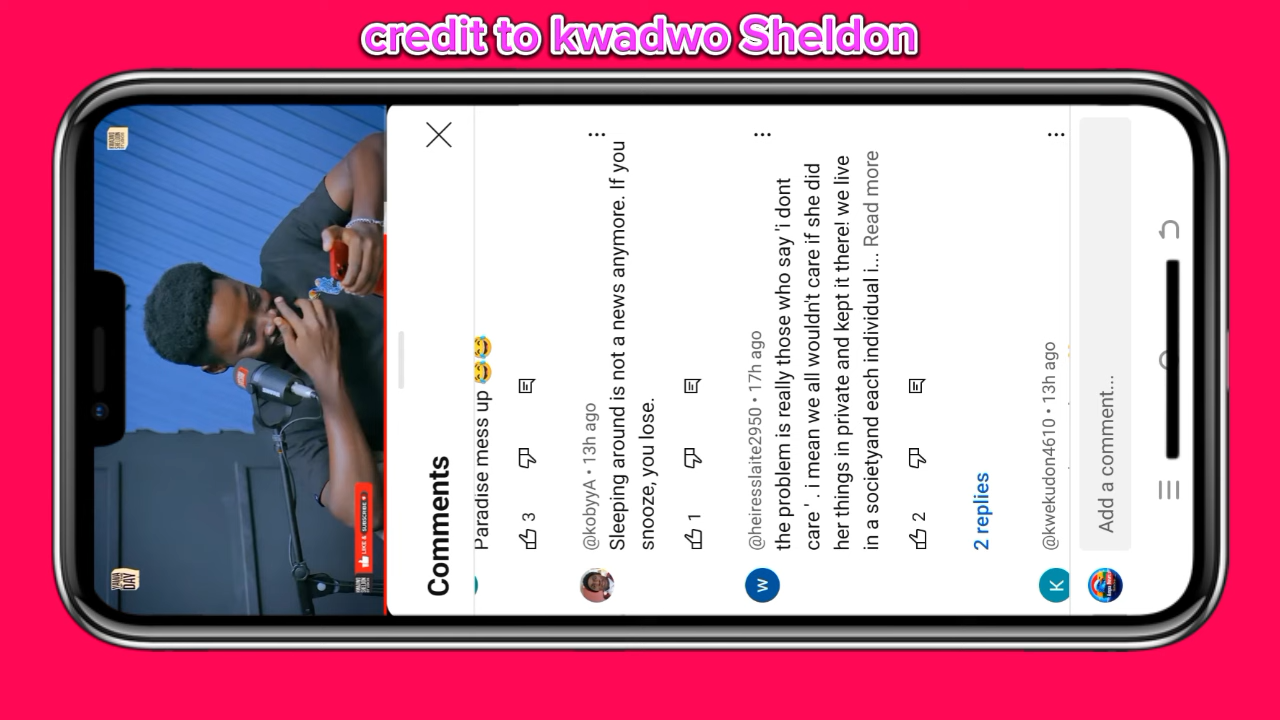 credit to kwadwo Sheldon
LIKE & SUBSCRIBE
Comments
Paradise mess up 😂😂
3
@kobyyA • 13h ago
Sleeping around is not a news anymore. If you
snooze, you lose.
1
W
@heiresslaite2950 • 17h ago
the problem is really those who say 'i dont
care ' . i mean we all wouldn't care if she did
her things in private and kept it there! we live
in a societyand each individual i... Read more
2
2 replies
K
@kwekudon4610 • 13h ago
Add a comment...